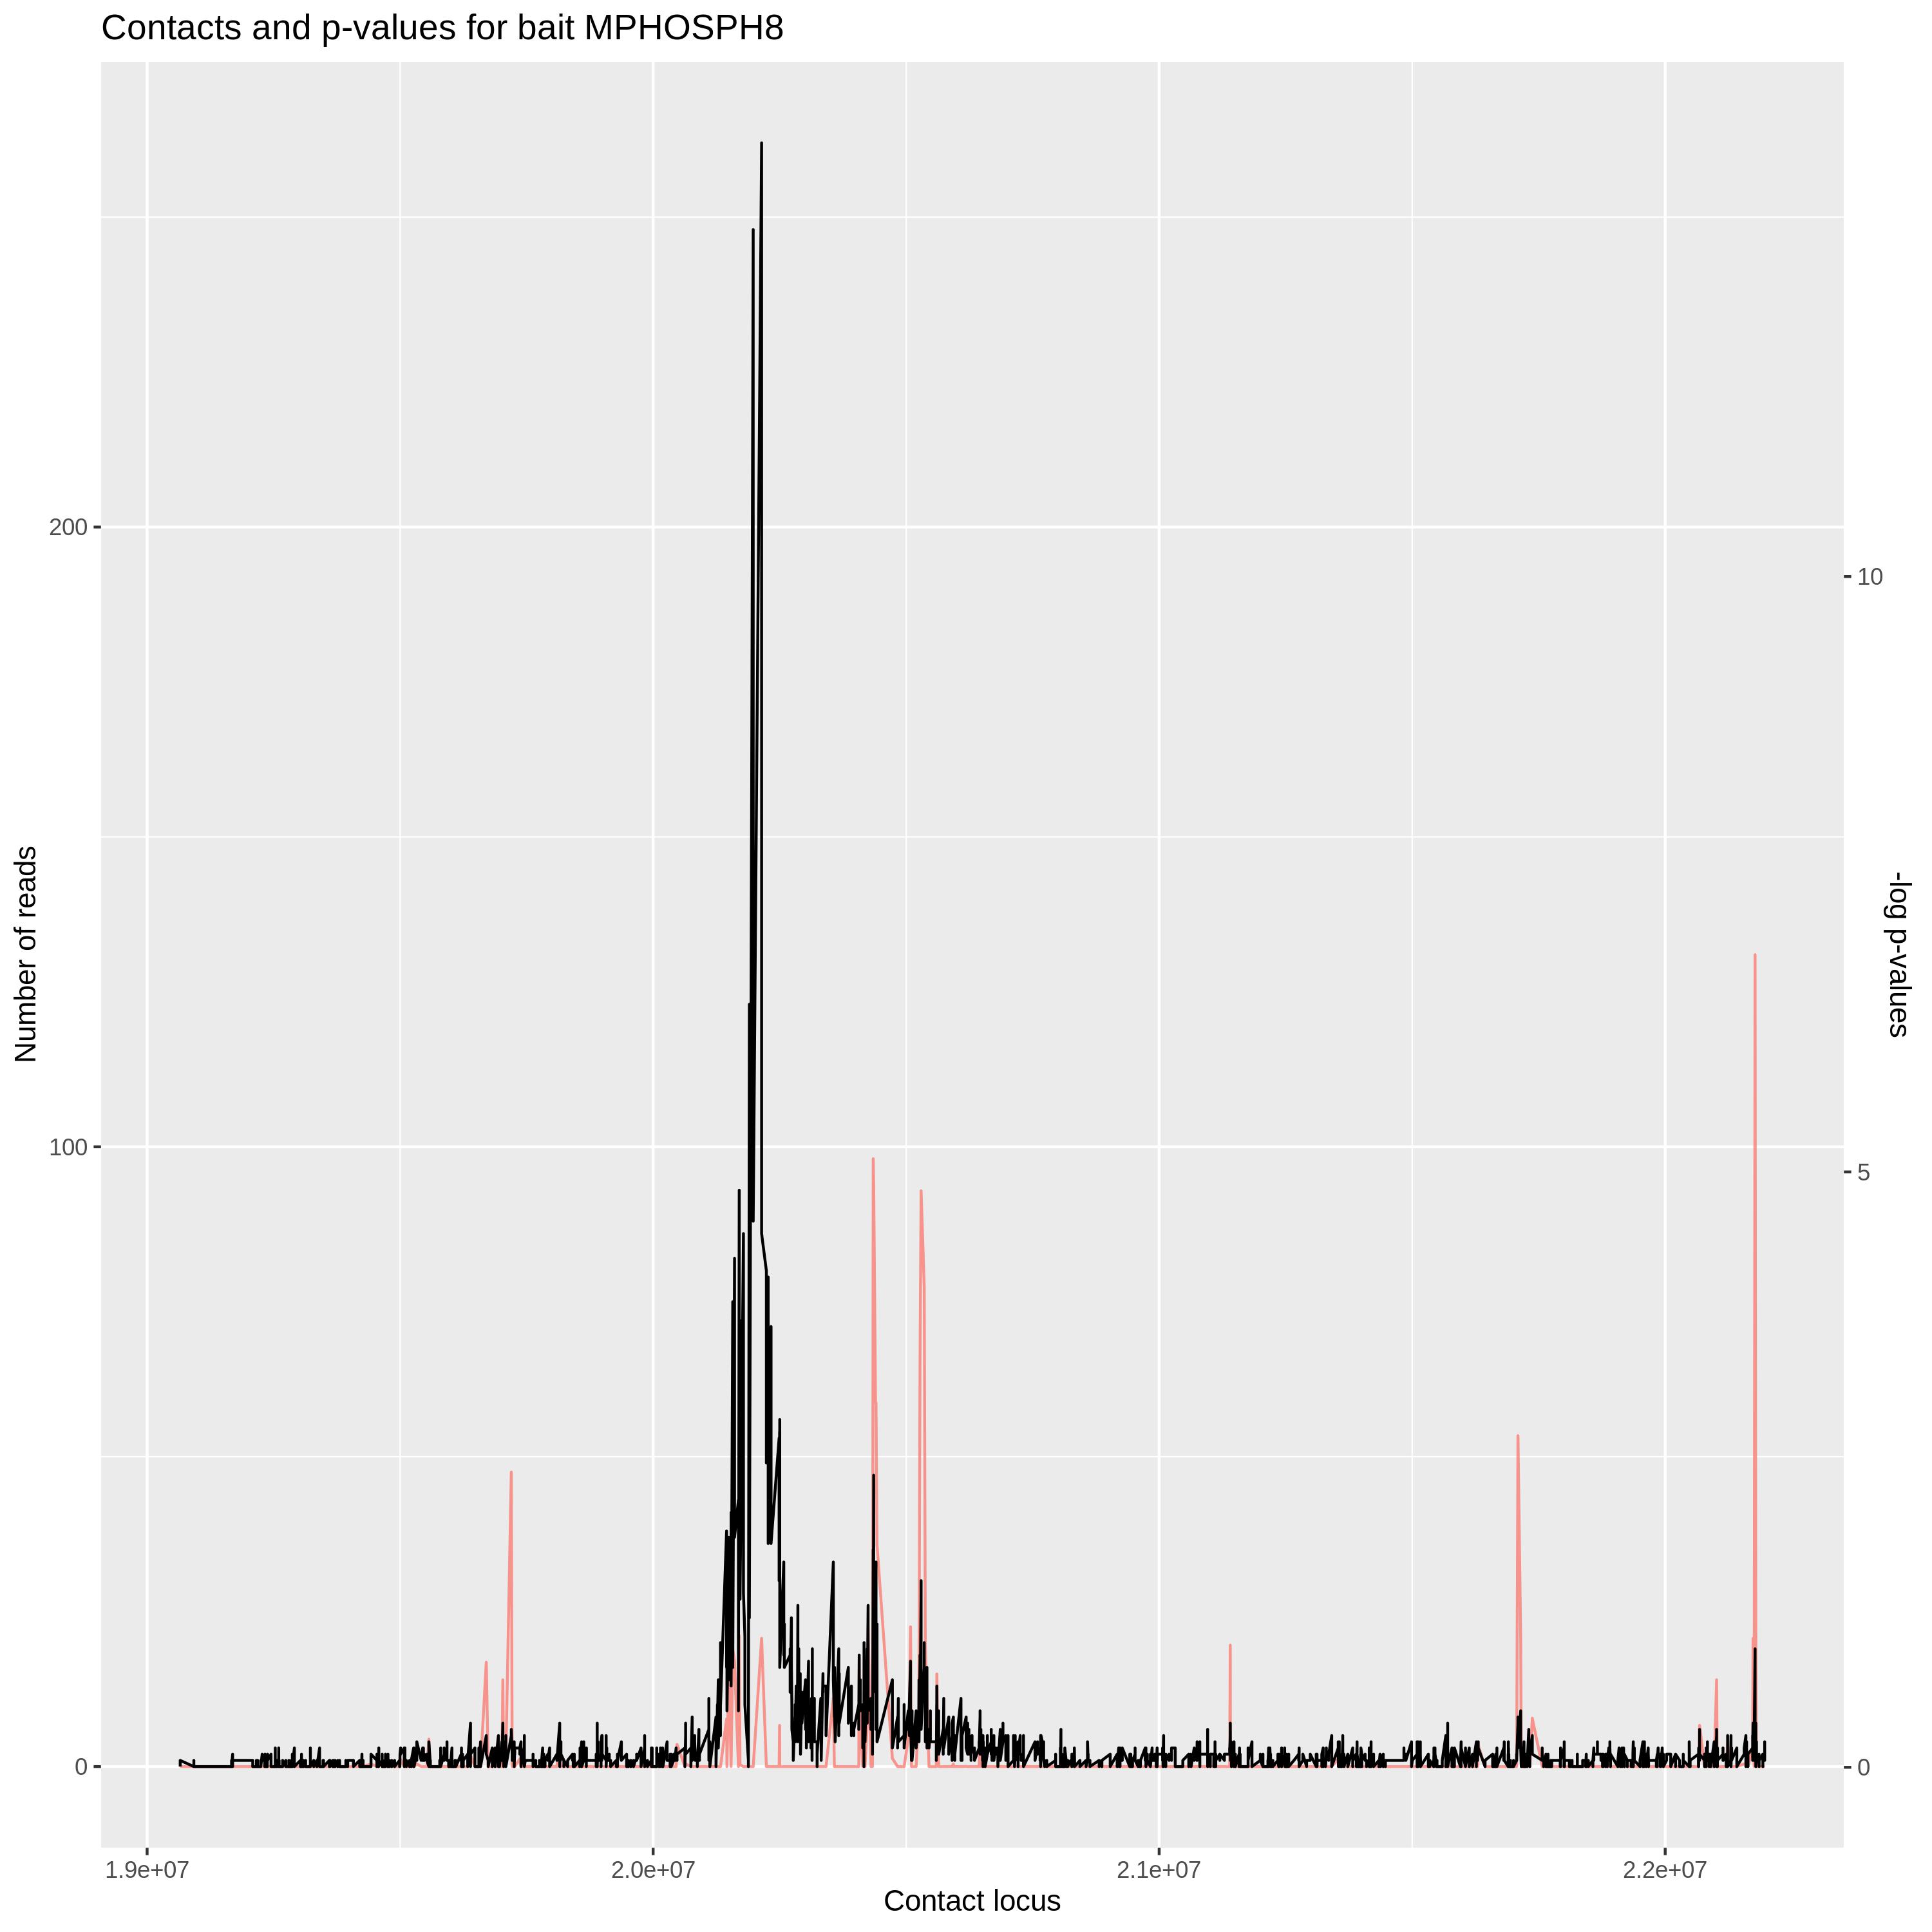 Contacts and p-values for bait MPHOSPH8
200
100
0
Number of reads
10
5
0
-log p-values
1.9e+07 2.0e+07 2.1e+07 2.2e+07
Contact locus